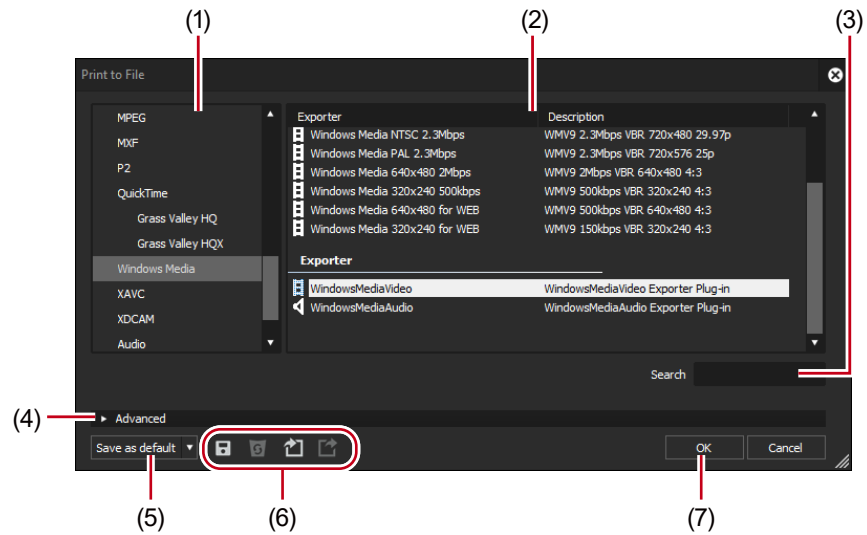 (1) (2) (3)
Print to File
MPEG
MXF
P2
QuickTime
Grass Valley HQ
Grass Valley HQX
Windows Media
XAVC
XDCAM
Audio
Exporter Description
Windows Media NTSC 2.3Mbps WMV9 2.3Mbps VBR 720x480 29.97p
Windows Media PAL 2.3Mbps WMV9 2.3Mbps VBR 720x576 25p
Windows Media 640x480 2Mbps WMV9 2Mbps VBR 640x480 4:3
Windows Media 320x240 500kbps WMV9 500kbps VBR 320x240 4:3
Windows Media 640x480 for WEB WMV9 500kbps VBR 640x480 4:3
Windows Media 320x240 for WEB WMV9 150kbps VBR 320x240 4:3
Exporter
WindowsMediaVideo WindowsMediaVideo Exporter Plug-in
WindowsMediaAudio WindowsMediaAudio Exporter Plug-in
Search
(4) Advanced
Save as default OK Cancel
(5) (6) (7)